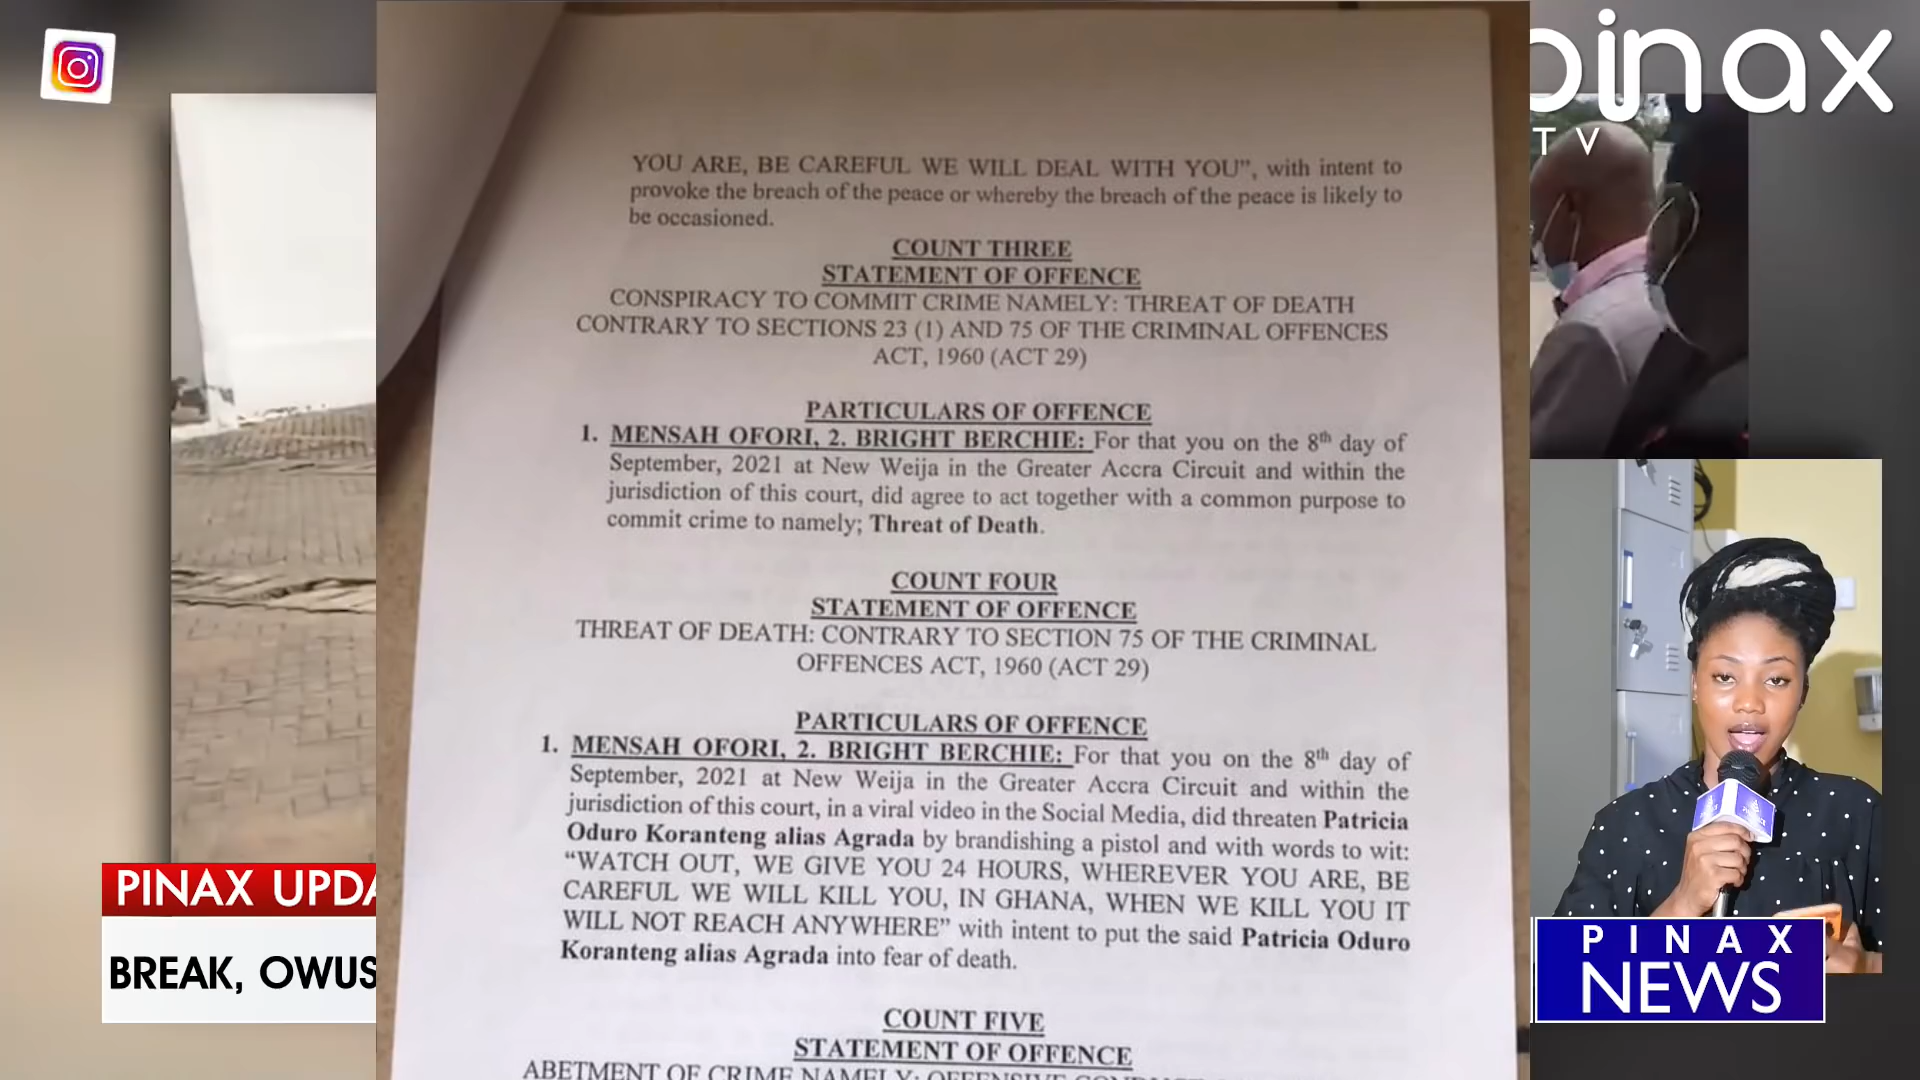 pinax
TV
YOU ARE, BE CAREFUL WE WILL DEAL WITH YOU”, with intent to
provoke the breach of the peace or whereby the breach of the peace is likely to
be occasioned.
COUNT THREE
STATEMENT OF OFFENCE
CONSPIRACY TO COMMIT CRIME NAMELY: THREAT OF DEATH
CONTRARY TO SECTIONS 23 (1) AND 75 OF THE CRIMINAL OFFENCES
ACT, 1960 (ACT 29)
PARTICULARS OF OFFENCE
1. MENSAH OFORI, 2. BRIGHT BERCHIE: For that you on the 8th day of
September, 2021 at New Weija in the Greater Accra Circuit and within the
jurisdiction of this court, did agree to act together with a common purpose to
commit crime to namely; Threat of Death.
COUNT FOUR
STATEMENT OF OFFENCE
THREAT OF DEATH: CONTRARY TO SECTION 75 OF THE CRIMINAL
OFFENCES ACT, 1960 (ACT 29)
PARTICULARS OF OFFENCE
1. MENSAH OFORI, 2. BRIGHT BERCHIE: For that you on the 8th day of
September, 2021 at New Weija in the Greater Accra Circuit and within the
jurisdiction of this court, in a viral video in the Social Media, did threaten Patricia
Oduro Koranteng alias Agrada by brandishing a pistol and with words to wit:
“WATCH OUT, WE GIVE YOU 24 HOURS, WHEREVER YOU ARE, BE
CAREFUL WE WILL KILL YOU, IN GHANA, WHEN WE KILL YOU IT
WILL NOT REACH ANYWHERE” with intent to put the said Patricia Oduro
Koranteng alias Agrada into fear of death.
COUNT FIVE
STATEMENT OF OFFENCE
ABETMENT OF CRIME NAMELY: OFFENSIVE
PINAX UPDA
BREAK, OWUS
PINAX
NEWS